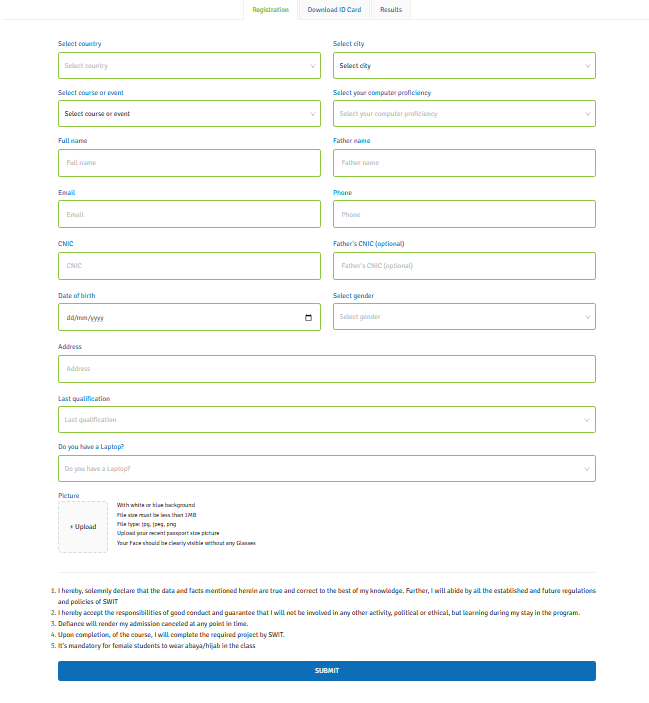 Registration Download ID Card Results
Select country Select city
Select country Select city
Select course or event Select your computer proficiency
Select course or event Select your computer proficiency
Full name Father name
Full name Father name
Email Phone
Email Phone
CNIC Father's CNIC (optional)
CNIC Father's CNIC (optional)
Date of birth Select gender
dd/mm/yyyy Select gender
Address
Address
Last qualification
Last qualification
Do you have a Laptop?
Do you have a Laptop?
Picture
+ Upload
With white or blue background
File size must be less than 1MB
File type: jpg, jpeg, png
Upload your recent passport size picture
Your Face should be clearly visible without any Glasses
1. I hereby, solemnly declare that the data and facts mentioned herein are true and correct to the best of my knowledge. Further, I will abide by all the established and future regulations
and policies of SWIT
2. I hereby accept the responsibilities of good conduct and guarantee that I will not be involved in any other activity, political or ethical, but learning during my stay in the program.
3. Defiance will render my admission canceled at any point in time.
4. Upon completion, of the course, I will complete the required project by SWIT.
5. It's mandatory for female students to wear abaya/hijab in the class
SUBMIT